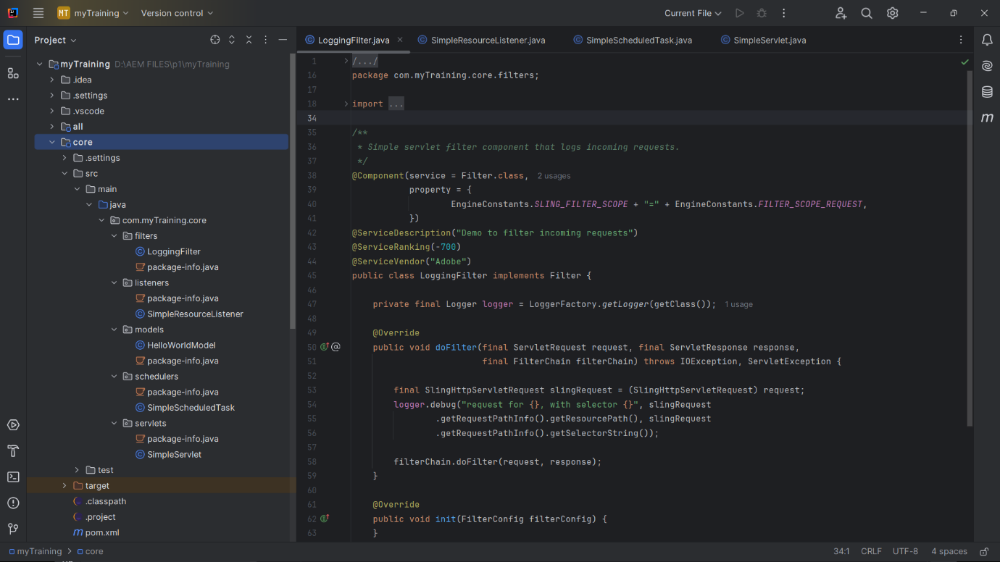 MT myTraining Version control Current File
Project
LoggingFilter.java SimpleResourceListener.java SimpleScheduledTask.java SimpleServlet.java
myTraining D:\AEM FILES\p1\myTraining
.idea
.settings
.vscode
all
core
.settings
src
main
java
com.myTraining.core
filters
LoggingFilter
package-info.java
listeners
package-info.java
SimpleResourceListener
models
HelloWorldModel
package-info.java
schedulers
package-info.java
SimpleScheduledTask
servlets
package-info.java
SimpleServlet
test
target
.classpath
.project
m pom.xml
1 /.../
16 package com.myTraining.core.filters;
17
18 import ...
34
35 /**
36 * Simple servlet filter component that logs incoming requests.
37 */
38 @Component(service = Filter.class, 2 usages
39 property = {
40 EngineConstants.SLING_FILTER_SCOPE + "=" + EngineConstants.FILTER_SCOPE_REQUEST,
41 })
42 @ServiceDescription("Demo to filter incoming requests")
43 @ServiceRanking(-700)
44 @ServiceVendor("Adobe")
45 public class LoggingFilter implements Filter {
46
47 private final Logger logger = LoggerFactory.getLogger(getClass()); 1 usage
48
49 @Override
50 public void doFilter(final ServletRequest request, final ServletResponse response,
51 final FilterChain filterChain) throws IOException, ServletException {
52
53 final SlingHttpServletRequest slingRequest = (SlingHttpServletRequest) request;
54 logger.debug("request for {}, with selector {}", slingRequest
55 .getRequestPathInfo().getResourcePath(), slingRequest
56 .getRequestPathInfo().getSelectorString());
57
58 filterChain.doFilter(request, response);
59 }
60
61 @Override
62 public void init(FilterConfig filterConfig) {
63 }
m
myTraining > core 34:1 CRLF UTF-8 4 spaces